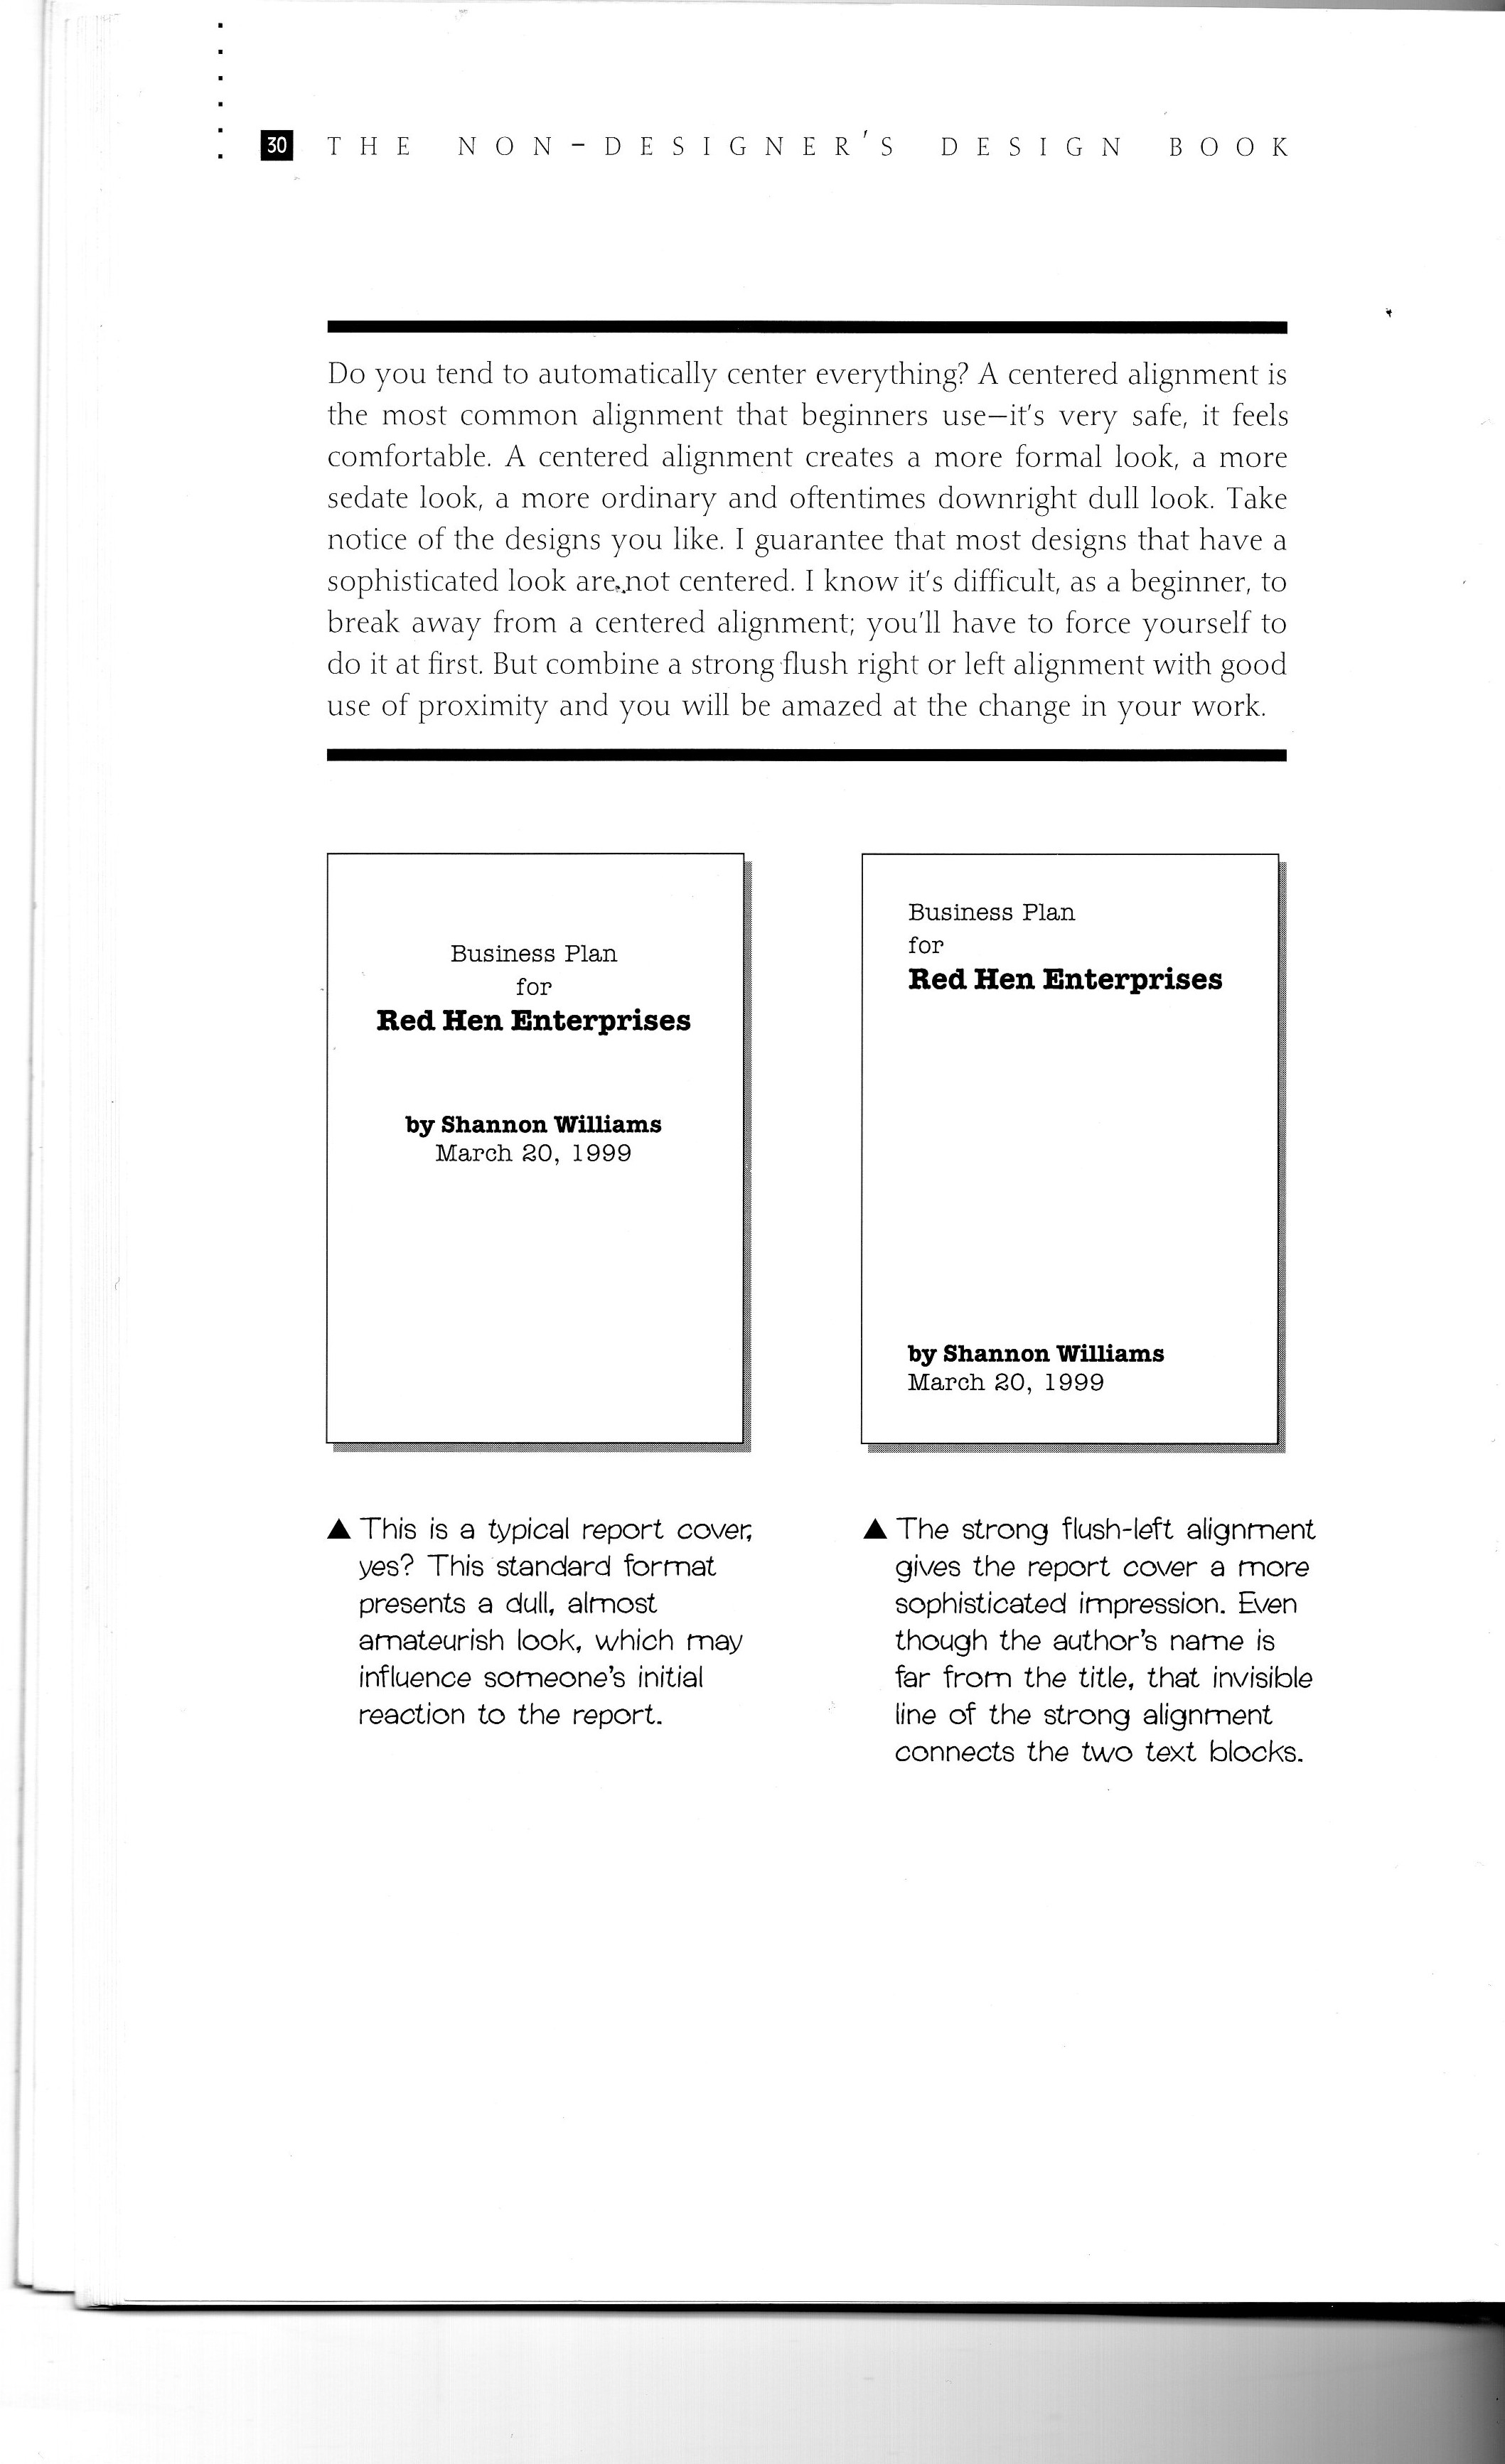 30 THE NON-DESIGNER'S DESIGN BOOK
Do you tend to automatically center everything? A centered alignment is
the most common alignment that beginners use—it's very safe, it feels
comfortable. A centered alignment creates a more formal look, a more
sedate look, a more ordinary and oftentimes downright dull look. Take
notice of the designs you like. I guarantee that most designs that have a
sophisticated look are not centered. I know it's difficult, as a beginner, to
break away from a centered alignment; you'll have to force yourself to
do it at first. But combine a strong flush right or left alignment with good
use of proximity and you will be amazed at the change in your work.
Business Plan
for
Red Hen Enterprises
by Shannon Williams
March 20, 1999
▲ This is a typical report cover,
yes? This standard format
presents a dull, almost
amateurish look, which may
influence someone's initial
reaction to the report.
Business Plan
for
Red Hen Enterprises
by Shannon Williams
March 20, 1999
▲ The strong flush-left alignment
gives the report cover a more
sophisticated impression. Even
though the author's name is
far from the title, that invisible
line of the strong alignment
connects the two text blocks.